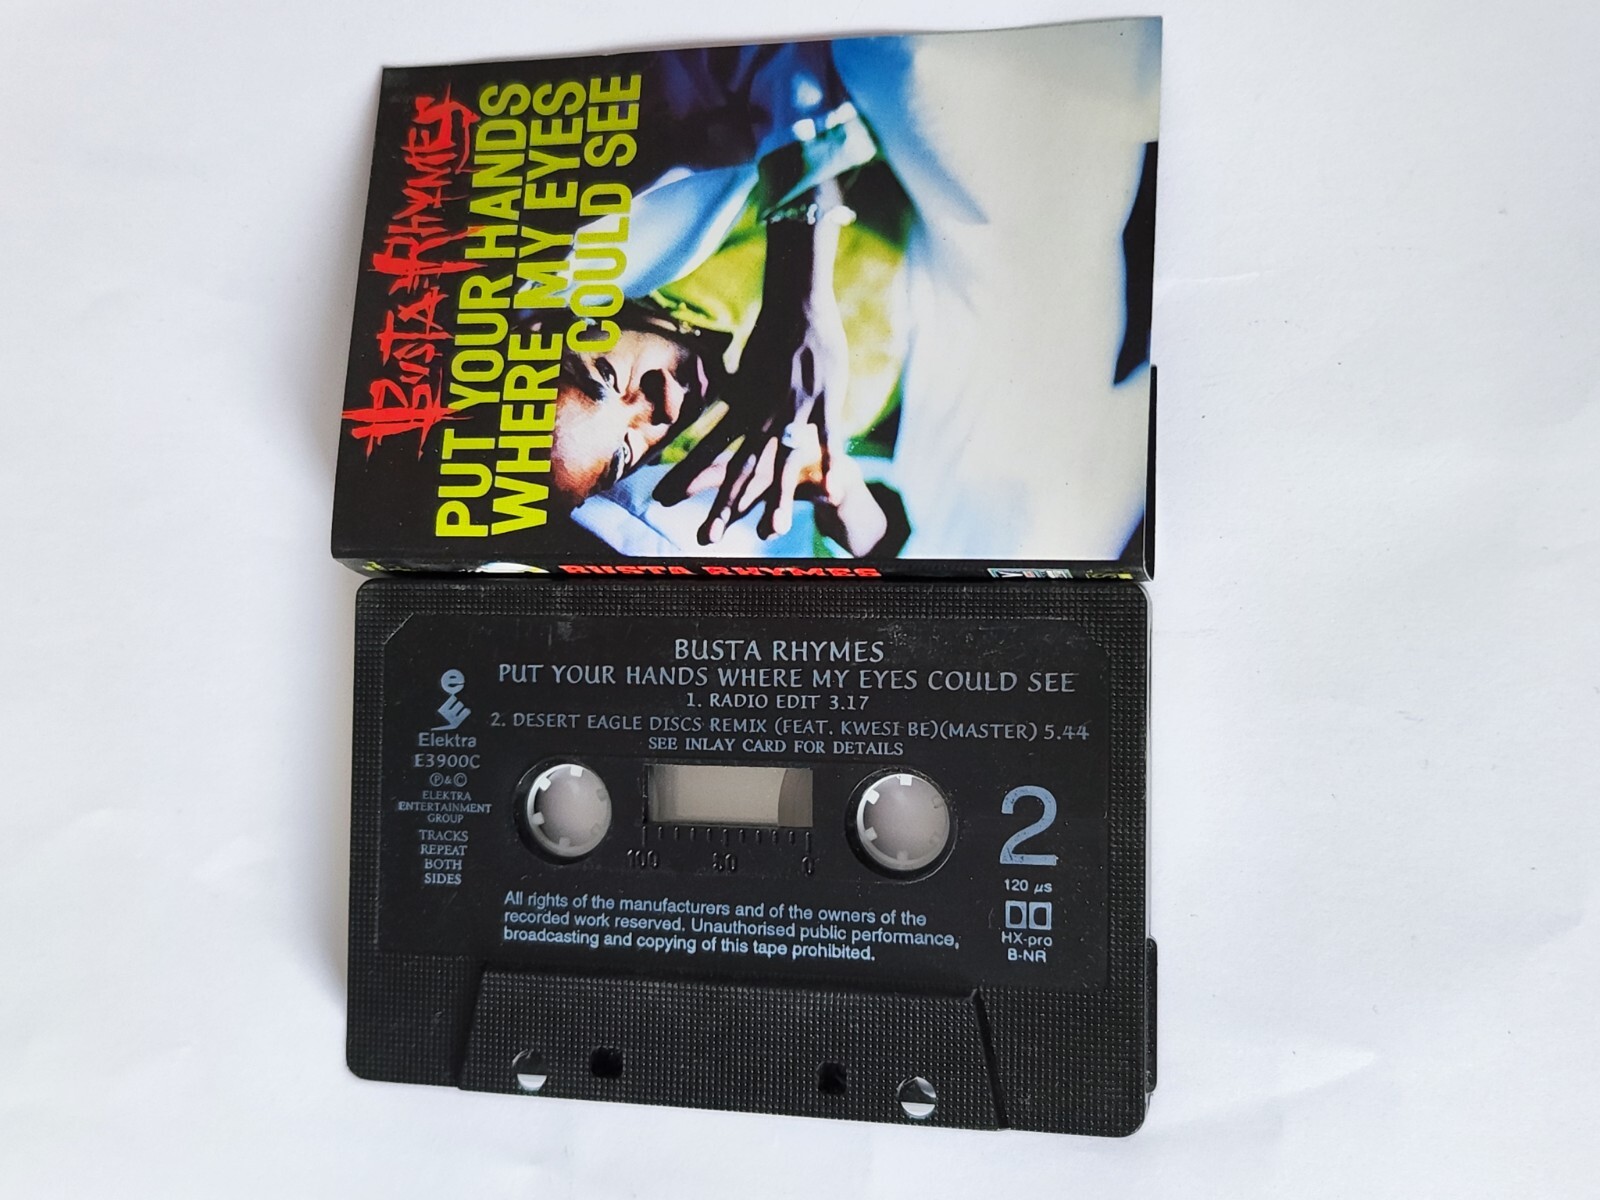 BUSTA RHYMES
PUT YOUR HANDS
WHERE MY EYES
COULD SEE
BUSTA RHYMES
BUSTA RHYMES
PUT YOUR HANDS WHERE MY EYES COULD SEE
1. RADIO EDIT 3.17
2. DESERT EAGLE DISCS REMIX (FEAT. KWESI BE)(MASTER) 5.44
SEE INLAY CARD FOR DETAILS
Elektra
E3900C
℗&©
ELEKTRA
ENTERTAINMENT
GROUP
TRACKS
REPEAT
BOTH
SIDES
100 50 0
2
120 µs
HX-pro
B-NR
All rights of the manufacturers and of the owners of the
recorded work reserved. Unauthorised public performance,
broadcasting and copying of this tape prohibited.